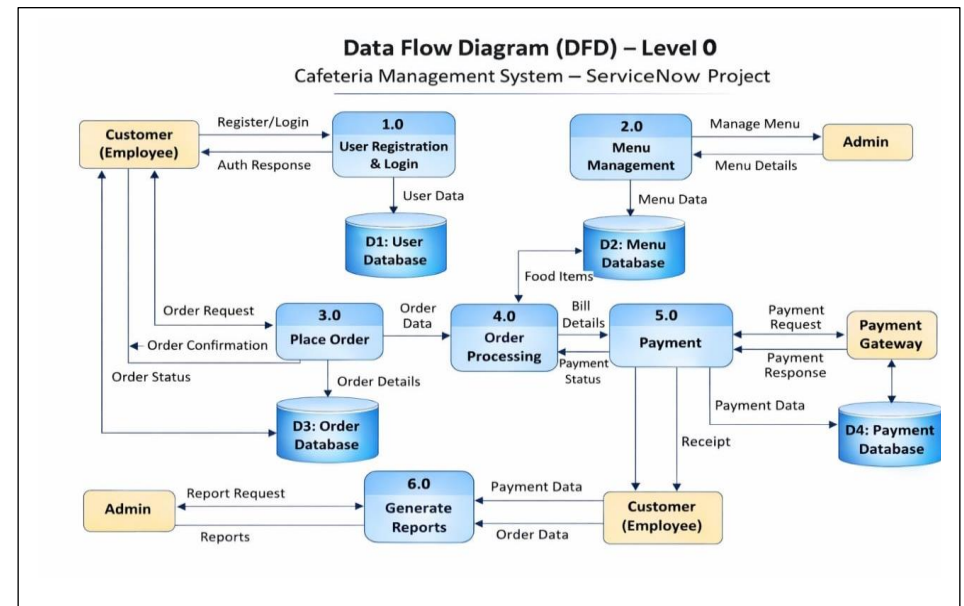 Data Flow Diagram (DFD) – Level 0
Cafeteria Management System – ServiceNow Project
Customer
(Employee)
Register/Login
Auth Response
1.0
User Registration
& Login
2.0
Menu
Management
Manage Menu
Menu Details
Admin
User Data
Menu Data
D1: User
Database
D2: Menu
Database
Food Items
Order Request
Order Confirmation
Order Status
3.0
Place Order
Order
Data
4.0
Order
Processing
Bill
Details
Payment
Status
5.0
Payment
Payment
Request
Payment
Response
Payment
Gateway
Order Details
D3: Order
Database
Payment Data
Receipt
D4: Payment
Database
Admin
Report Request
Reports
6.0
Generate
Reports
Payment Data
Order Data
Customer
(Employee)